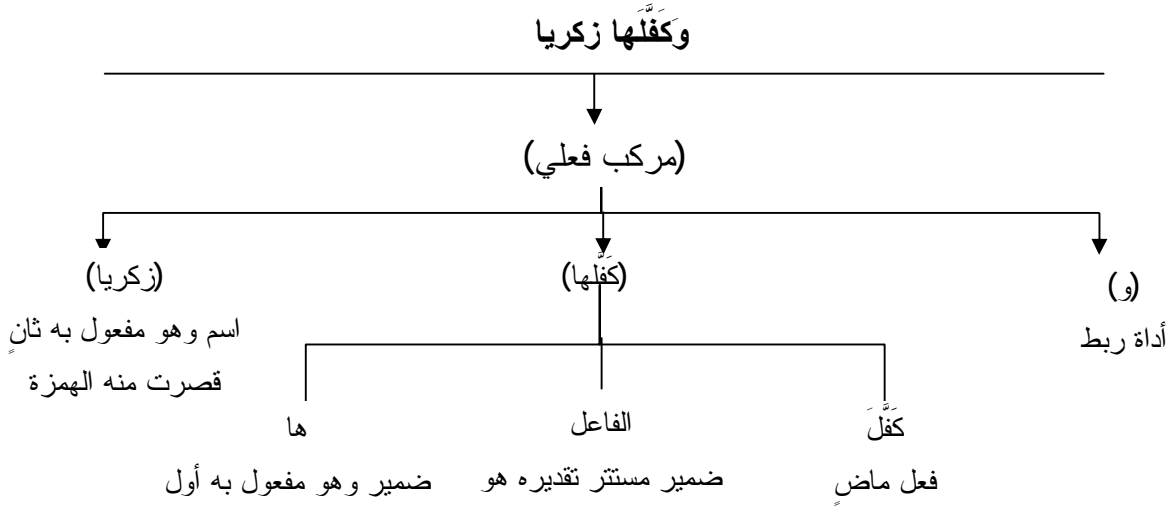 وَكَفَّلَها زكريا
(مركب فعلي)
(و) (كَفَّلها) (زكريا)
أداة ربط اسم وهو مفعول به ثانٍ
قصرت منه الهمزة
كَفَّلَ الفاعل ها
فعل ماضٍ ضمير مستتر تقديره هو ضمير وهو مفعول به أول